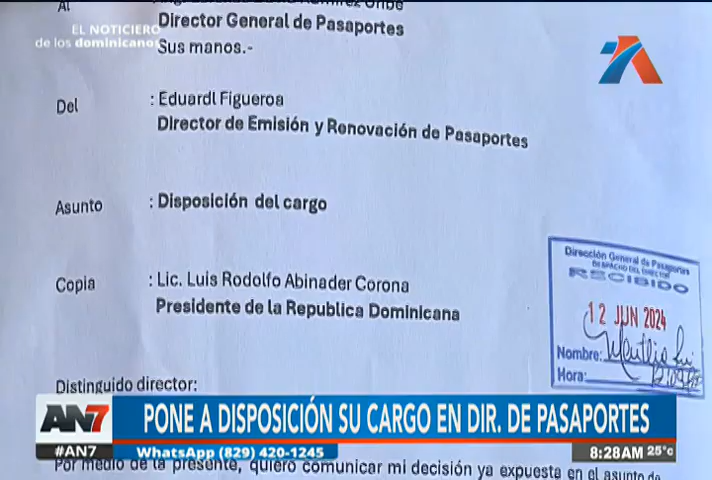 Al
Director General de Pasaportes
EL NOTICIERO
de los dominicanos
Sus manos.-
Del : Eduardl Figueroa
Director de Emisión y Renovación de Pasaportes
Asunto : Disposición del cargo
Copia : Lic. Luis Rodolfo Abinader Corona
Presidente de la Republica Dominicana
Dirección General de Pasaportes
DESPACHO DEL DIRECTOR
RECIBIDO
12 JUN 2024
Nombre:
Hora:
Distinguido director:
AN7 PONE A DISPOSICIÓN SU CARGO EN DIR. DE PASAPORTES
#AN7 WhatsApp (829) 420-1245 8:28AM 25°C
Por medio de la presente, quiero comunicar mi decisión ya expuesta en el asunto de